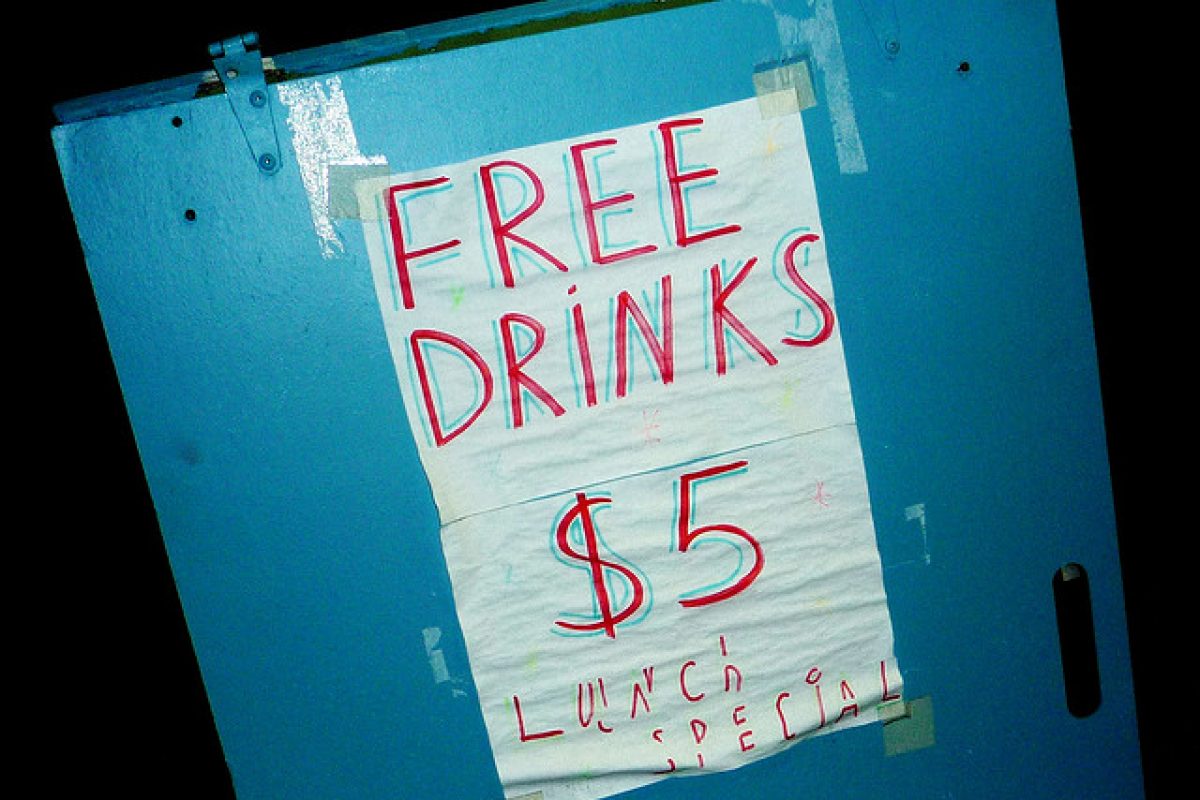 FREE
DRiNKS
$5
LUNCh
SPECiAL